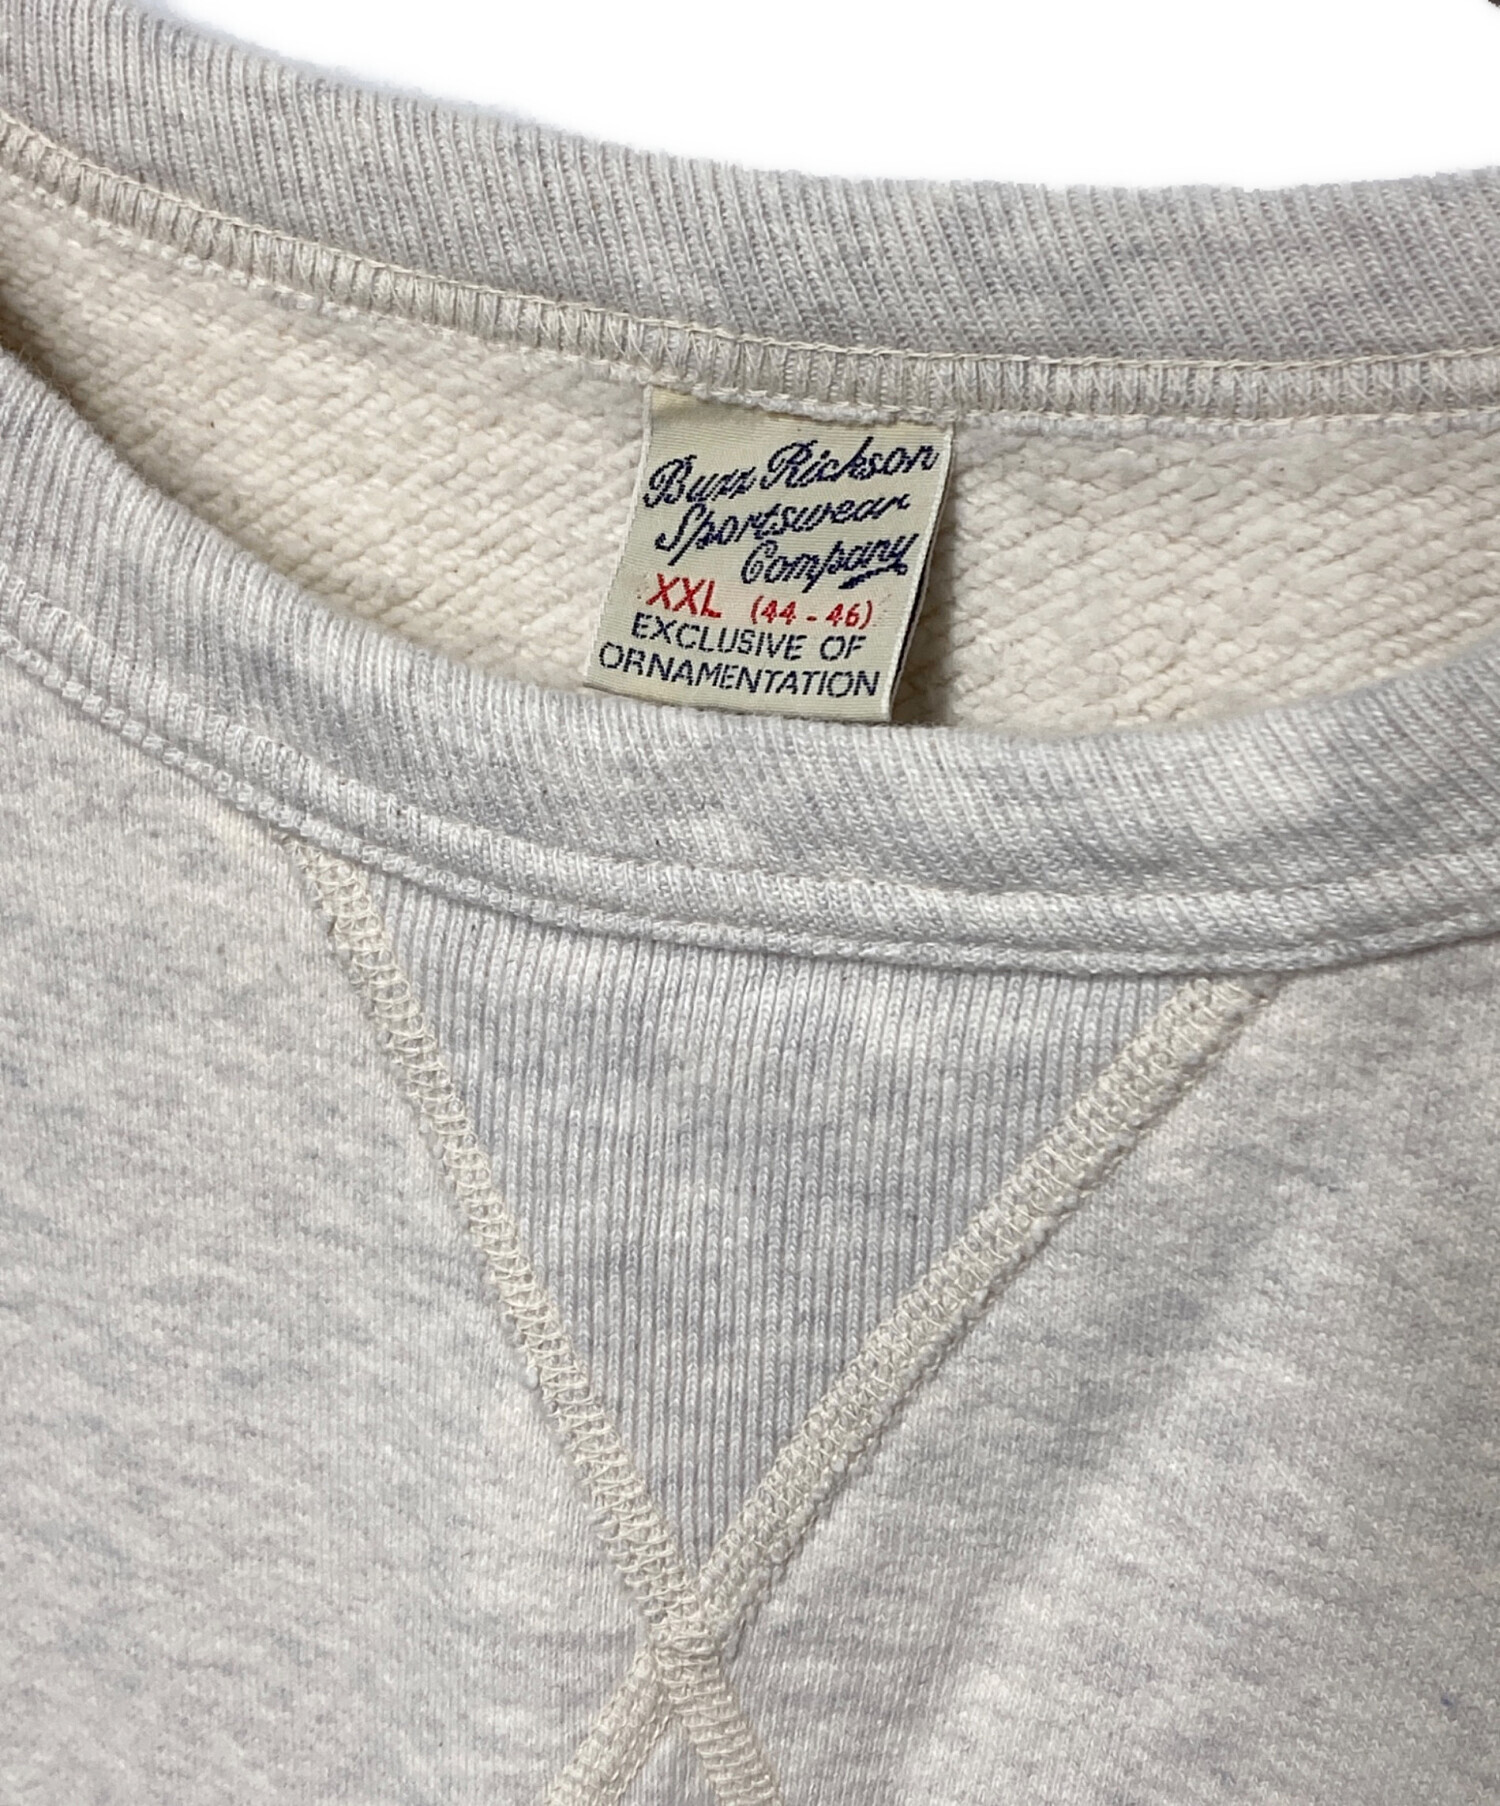 Buzz Rickson
Sportswear
Company
XXL (44-46)
EXCLUSIVE OF
ORNAMENTATION